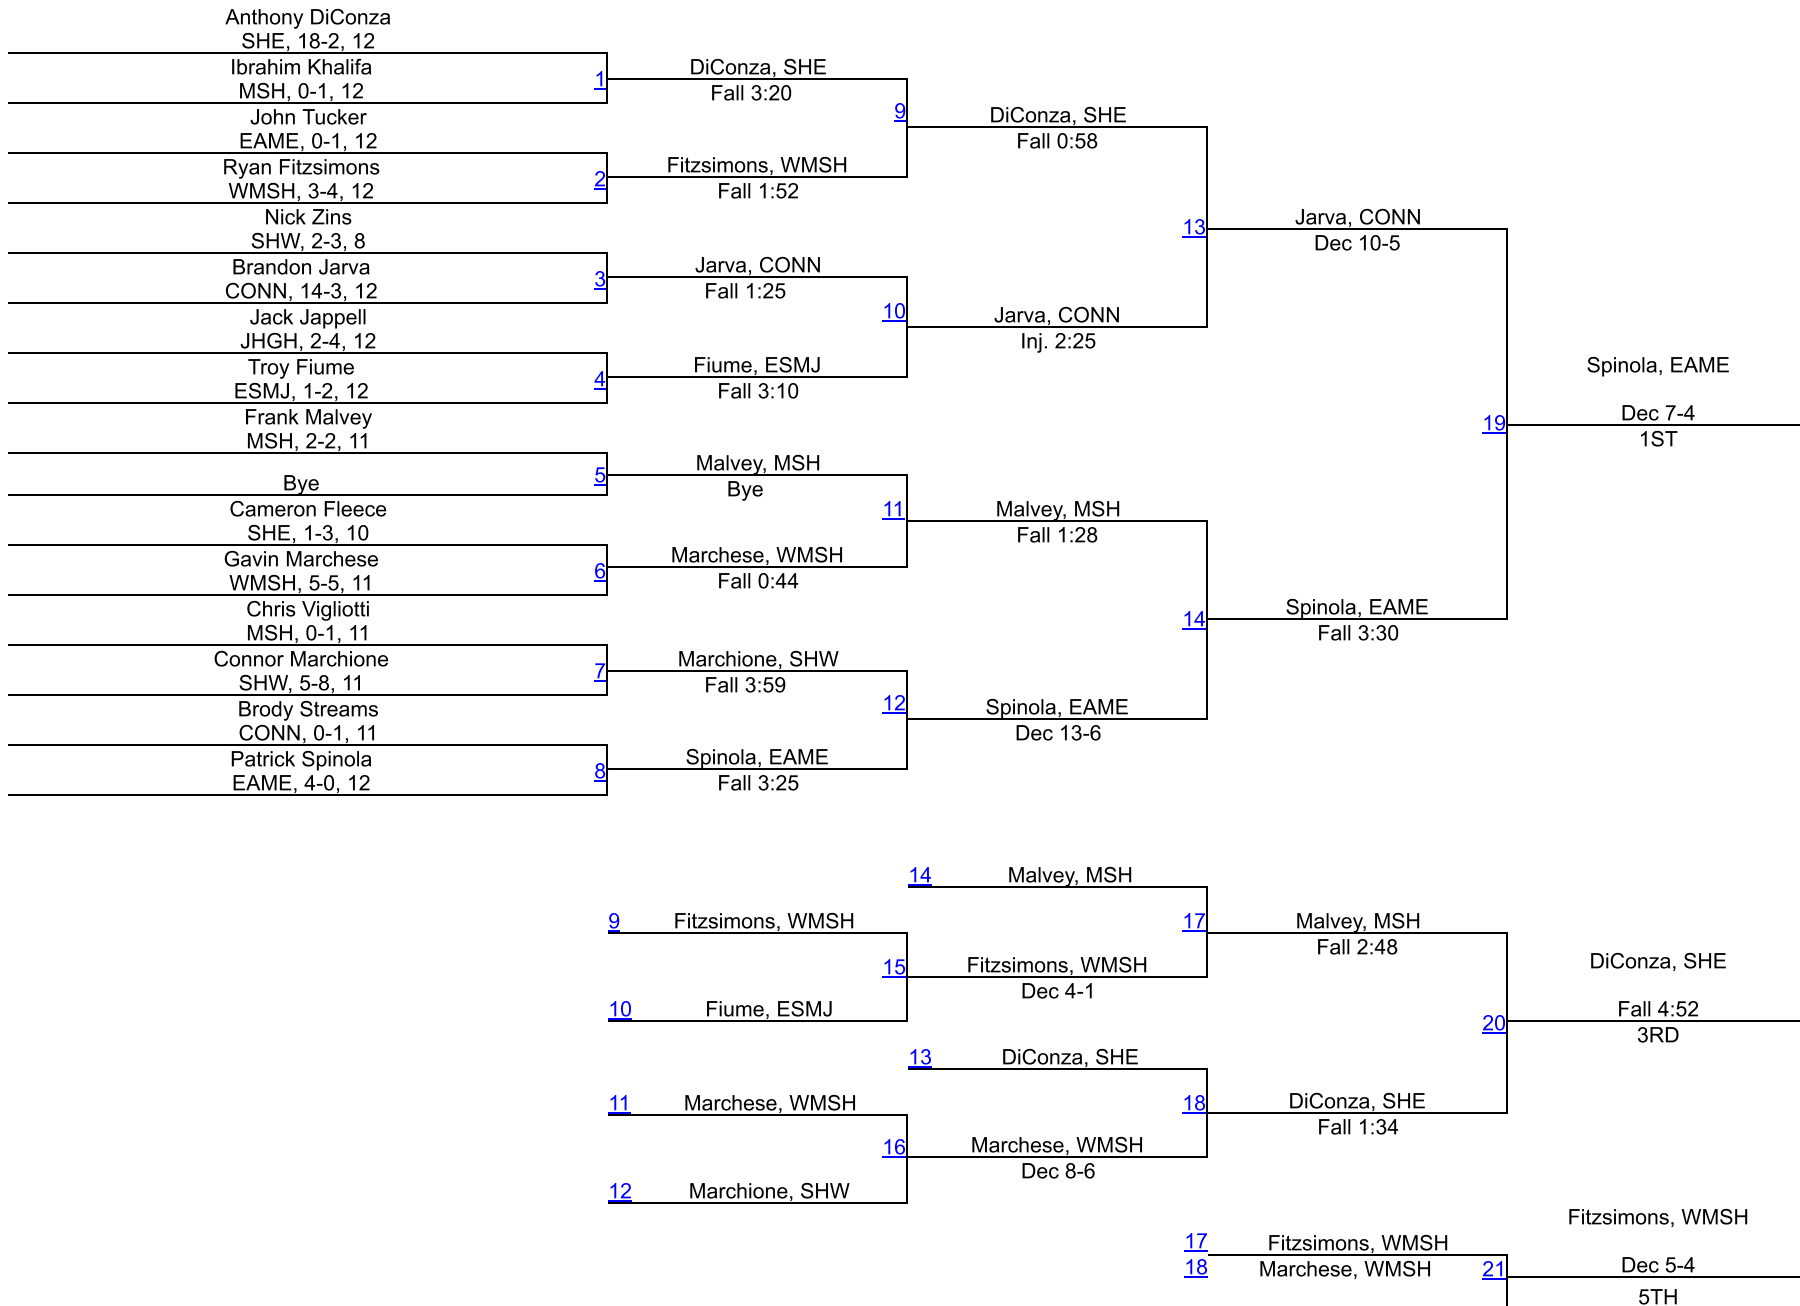 Anthony DiConza
SHE, 18-2, 12
Ibrahim Khalifa
MSH, 0-1, 12
1
John Tucker
EAME, 0-1, 12
Ryan Fitzsimons
WMSH, 3-4, 12
2
Nick Zins
SHW, 2-3, 8
Brandon Jarva
CONN, 14-3, 12
3
Jack Jappell
JHGH, 2-4, 12
Troy Fiume
ESMJ, 1-2, 12
4
Frank Malvey
MSH, 2-2, 11
Bye
5
Cameron Fleece
SHE, 1-3, 10
Gavin Marchese
WMSH, 5-5, 11
6
Chris Vigliotti
MSH, 0-1, 11
Connor Marchione
SHW, 5-8, 11
7
Brody Streams
CONN, 0-1, 11
Patrick Spinola
EAME, 4-0, 12
8
DiConza, SHE
Fall 3:20
9
Fitzsimons, WMSH
Fall 1:52
Jarva, CONN
Fall 1:25
10
Fiume, ESMJ
Fall 3:10
Malvey, MSH
Bye
11
Marchese, WMSH
Fall 0:44
Marchione, SHW
Fall 3:59
12
Spinola, EAME
Fall 3:25
DiConza, SHE
Fall 0:58
13
Jarva, CONN
Inj. 2:25
Malvey, MSH
Fall 1:28
14
Spinola, EAME
Dec 13-6
Jarva, CONN
Dec 10-5
19
Spinola, EAME
Fall 3:30
Spinola, EAME
Dec 7-4
1ST
14
Malvey, MSH
9
Fitzsimons, WMSH
15
10
Fiume, ESMJ
17
Fitzsimons, WMSH
Dec 4-1
13
DiConza, SHE
11
Marchese, WMSH
16
12
Marchione, SHW
18
Marchese, WMSH
Dec 8-6
Malvey, MSH
Fall 2:48
20
DiConza, SHE
Fall 1:34
DiConza, SHE
Fall 4:52
3RD
17
Fitzsimons, WMSH
18
Marchese, WMSH
21
Fitzsimons, WMSH
Dec 5-4
5TH